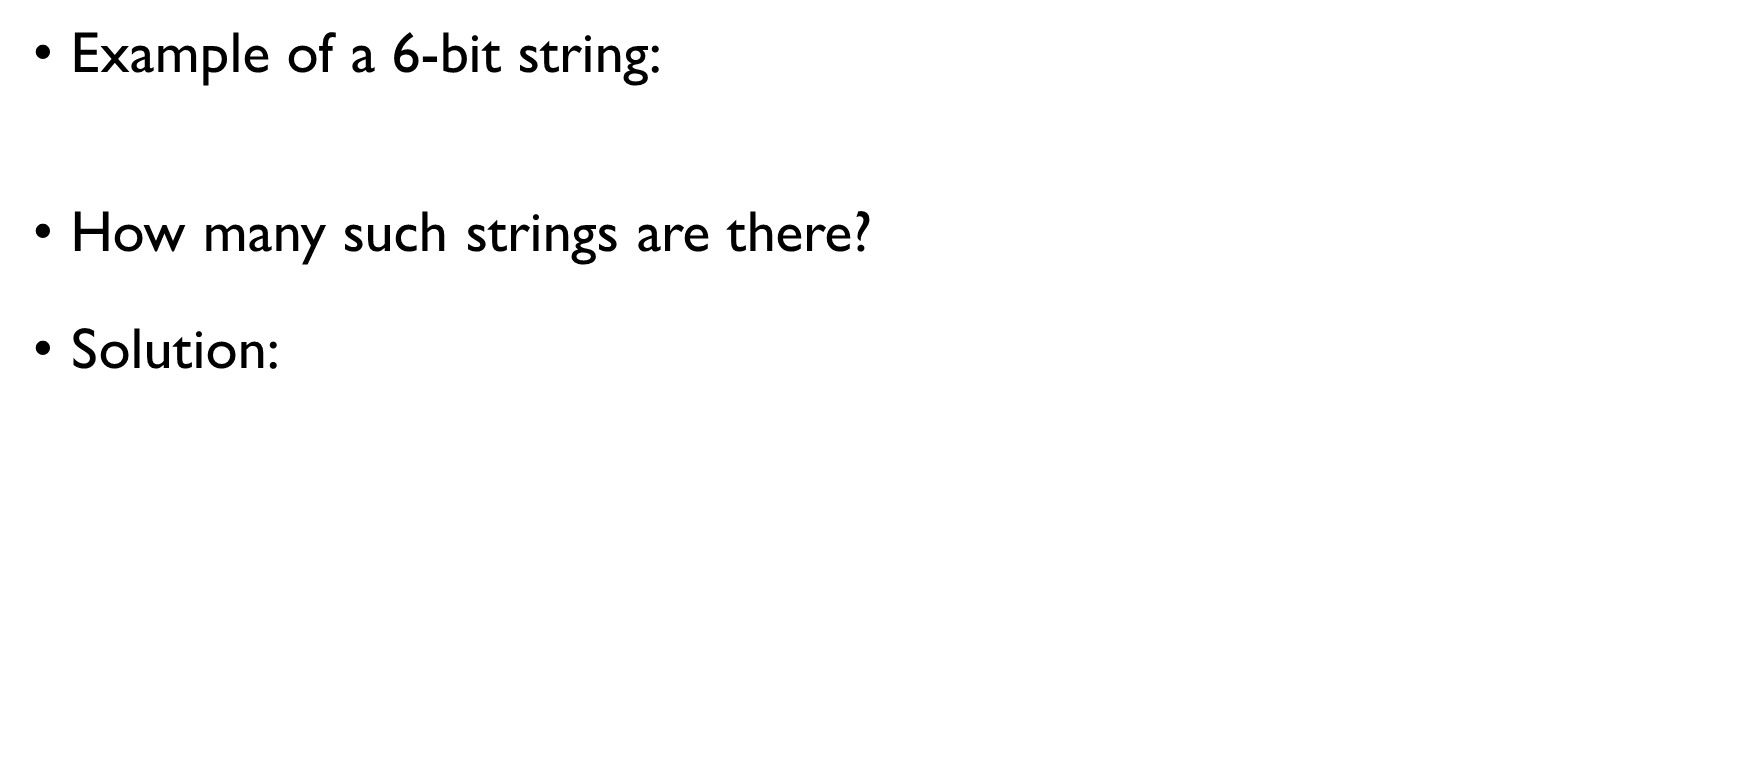 • Example of a 6-bit string:
• How many such strings are there?
• Solution: